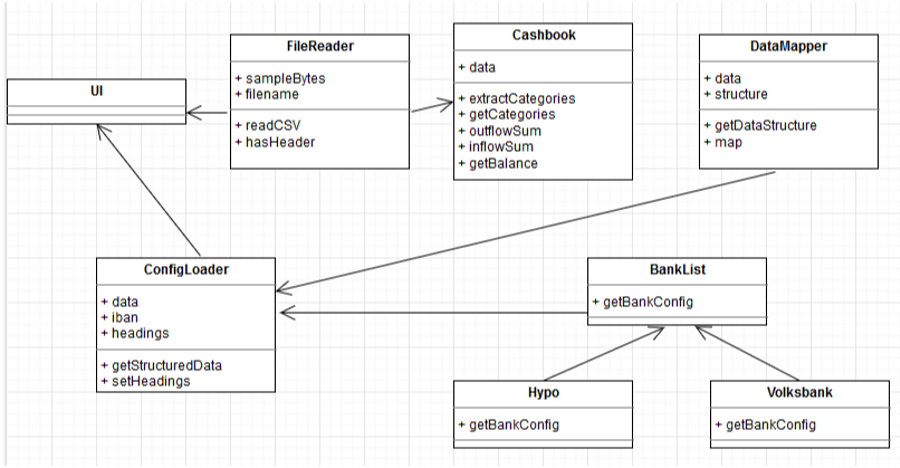 UI
FileReader
+ sampleBytes
+ filename
+ readCSV
+ hasHeader
Cashbook
+ data
+ extractCategories
+ getCategories
+ outflowSum
+ inflowSum
+ getBalance
DataMapper
+ data
+ structure
+ getDataStructure
+ map
ConfigLoader
+ data
+ iban
+ headings
+ getStructuredData
+ setHeadings
BankList
+ getBankConfig
Hypo
+ getBankConfig
Volksbank
+ getBankConfig